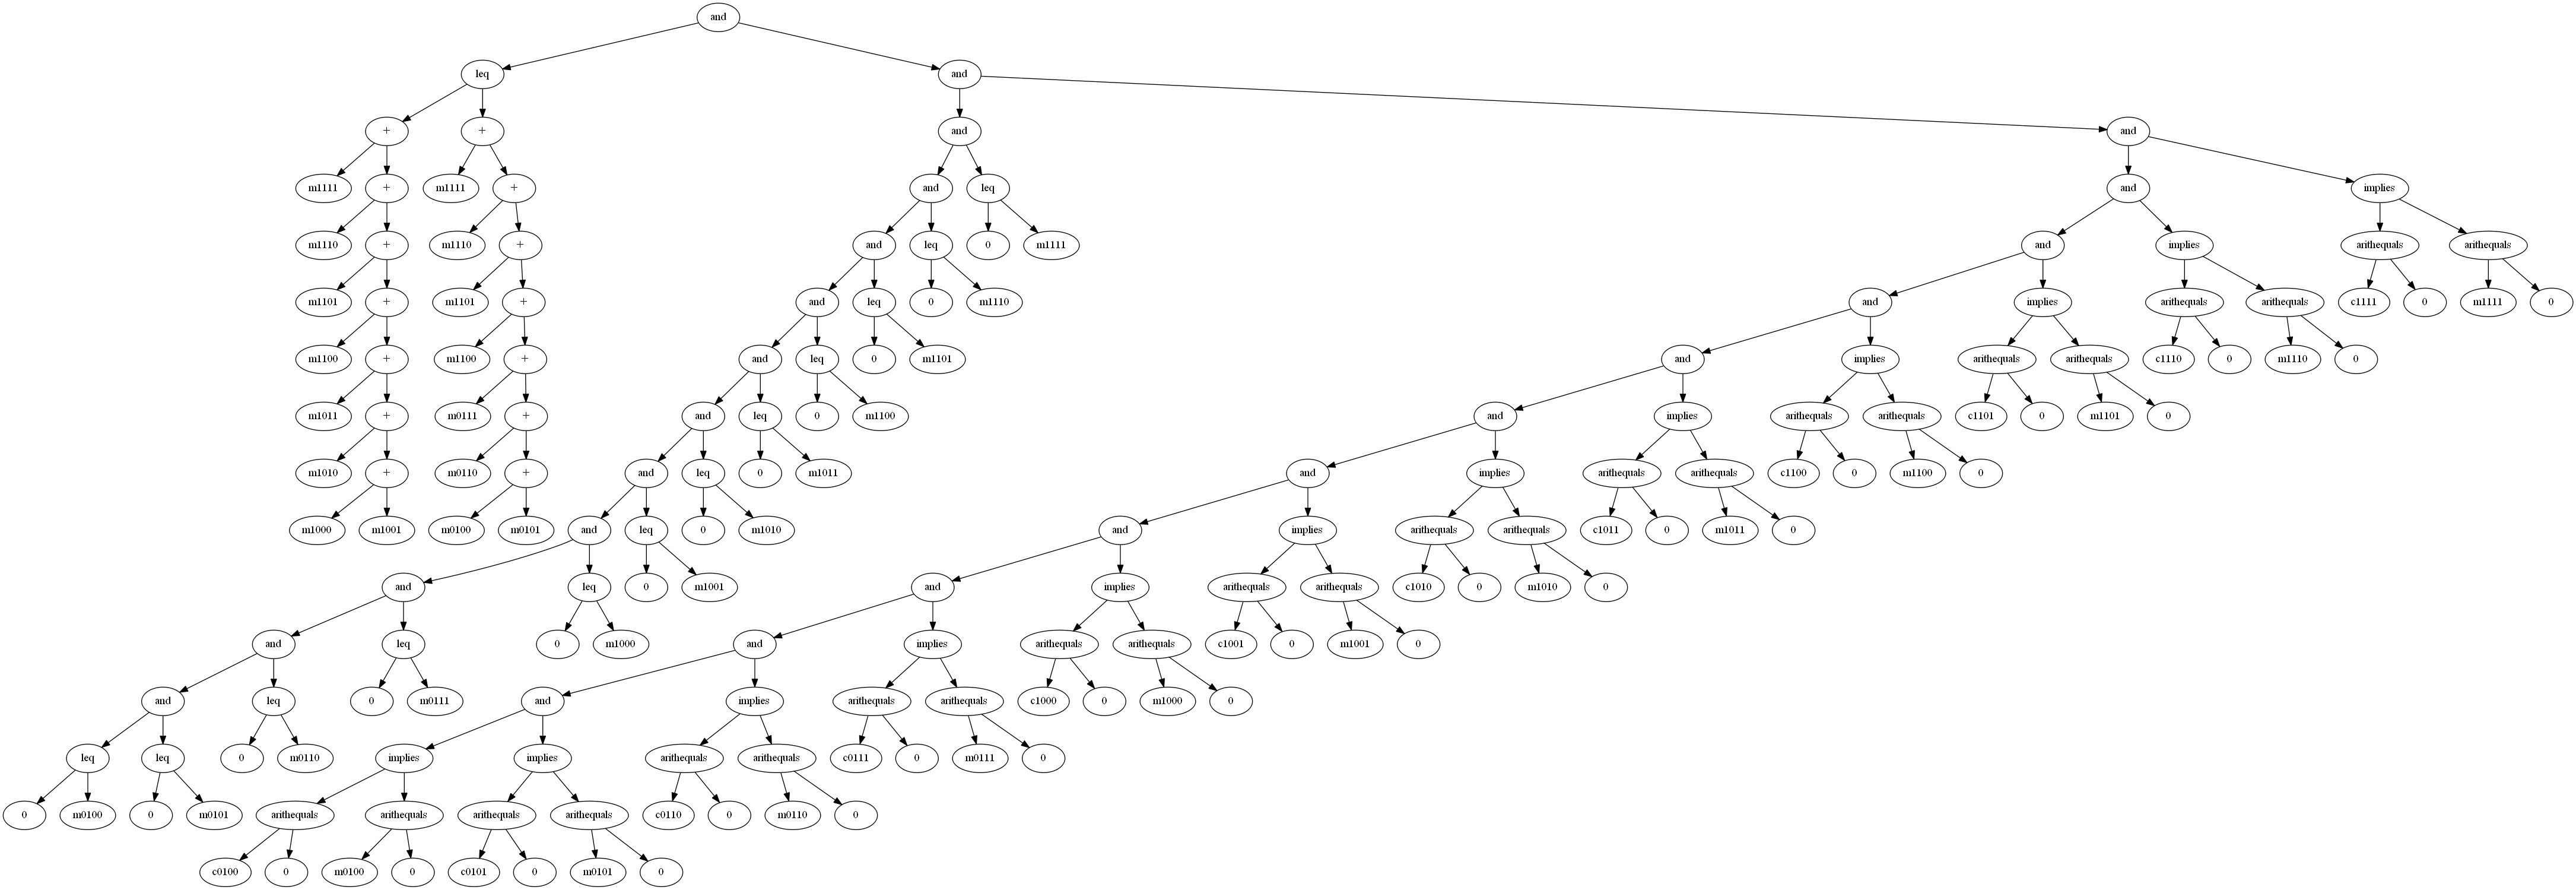 and
leq and
+ + and and
m1111 + m1111 + and leq and implies
m1110 + m1110 + and leq 0 m1111 and implies arithequals arithequals
m1101 + m1101 + and leq 0 m1110 and implies arithequals arithequals c1111 0 m1111 0
m1100 + m1100 + and leq 0 m1101 and implies arithequals arithequals c1110 0 m1110 0
m1011 + m0111 + and leq 0 m1100 and implies arithequals arithequals c1101 0 m1101 0
m1010 + m0110 + and leq 0 m1011 and implies arithequals arithequals c1100 0 m1100 0
m1000 m1001 m0100 m0101 and leq 0 m1010 and implies arithequals arithequals c1011 0 m1011 0
and leq 0 m1001 and implies arithequals arithequals c1010 0 m1010 0
and leq 0 m1000 and implies arithequals arithequals c1001 0 m1001 0
and leq 0 m0111 and implies arithequals arithequals c1000 0 m1000 0
leq leq 0 m0110 implies implies arithequals arithequals c0111 0 m0111 0
0 m0100 0 m0101 arithequals arithequals arithequals arithequals c0110 0 m0110 0
c0100 0 m0100 0 c0101 0 m0101 0